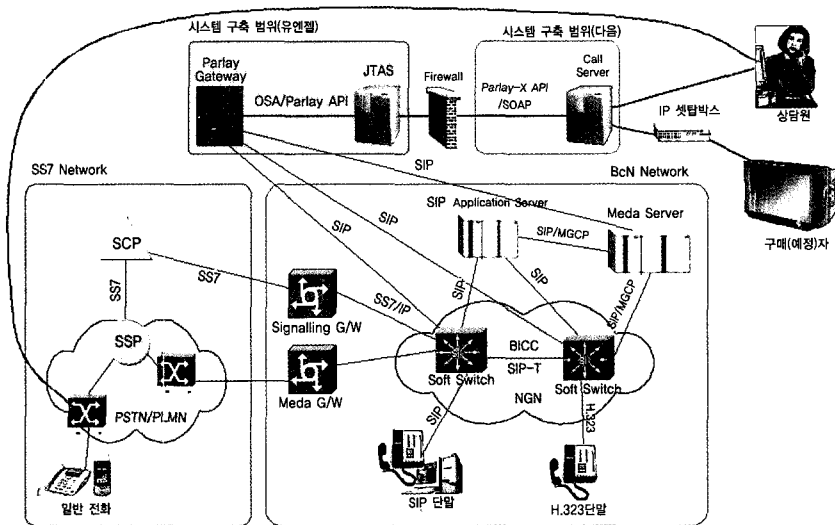 시스템 구축 범위(유엔젤)
시스템 구축 범위(다음)
Parlay Gateway
JTAS
Firewall
Call Server
OSA/Parlay API
Parlay-X API
/SOAP
상담원
IP 셋탑박스
구매(예정)자
SS7 Network
BcN Network
SIP
SIP
SIP
SIP Application Server
Meda Server
SIP/MGCP
SCP
SS7
SS7
SS7/IP
SIP
SIP
SIP/MGCP
Signalling G/W
SSP
BICC
SIP-T
Soft Switch
Soft Switch
Meda G/W
NGN
PSTN/PLMN
SIP
H.323
일반 전화
SIP 단말
H.323단말